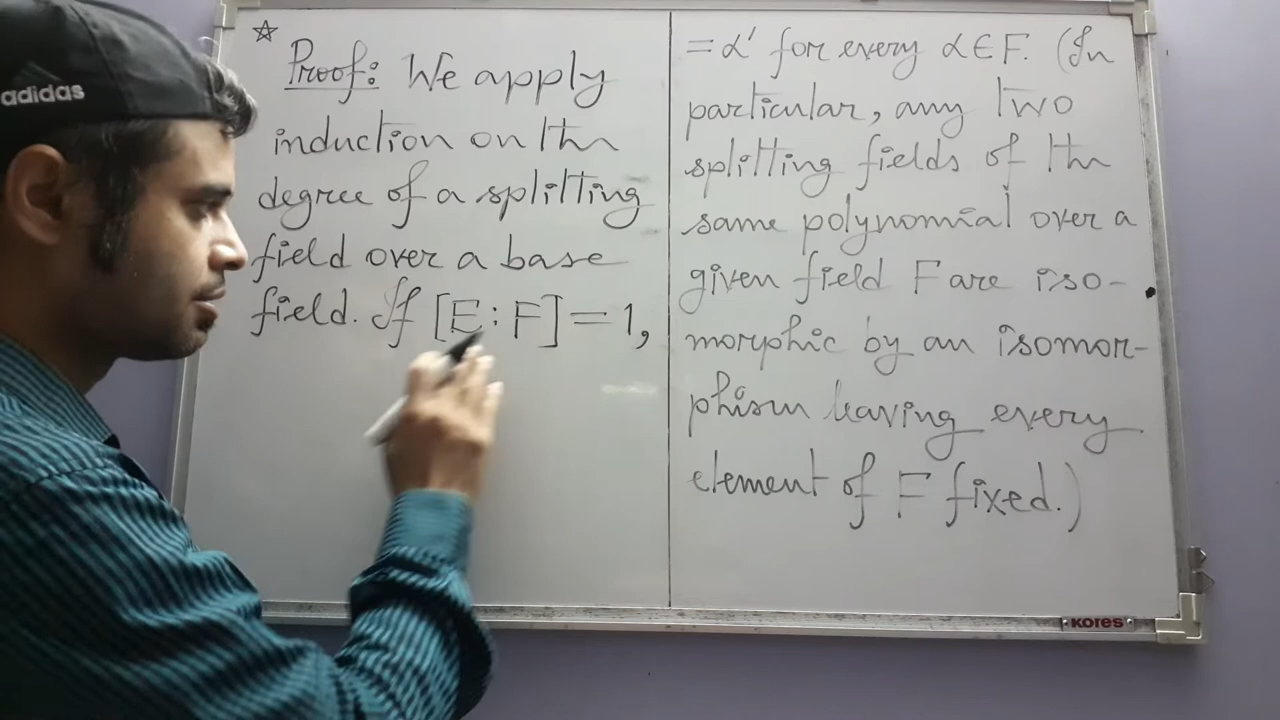 adidas
☆
Proof: We apply
induction on the
degree of a splitting
field over a base
field. If [E:F]=1,
=α' for every α∈F. (In
particular, any two
splitting fields of the
same polynomial over a
given field F are iso-
morphic by an isomor-
phism leaving every
element of F fixed.)
kores